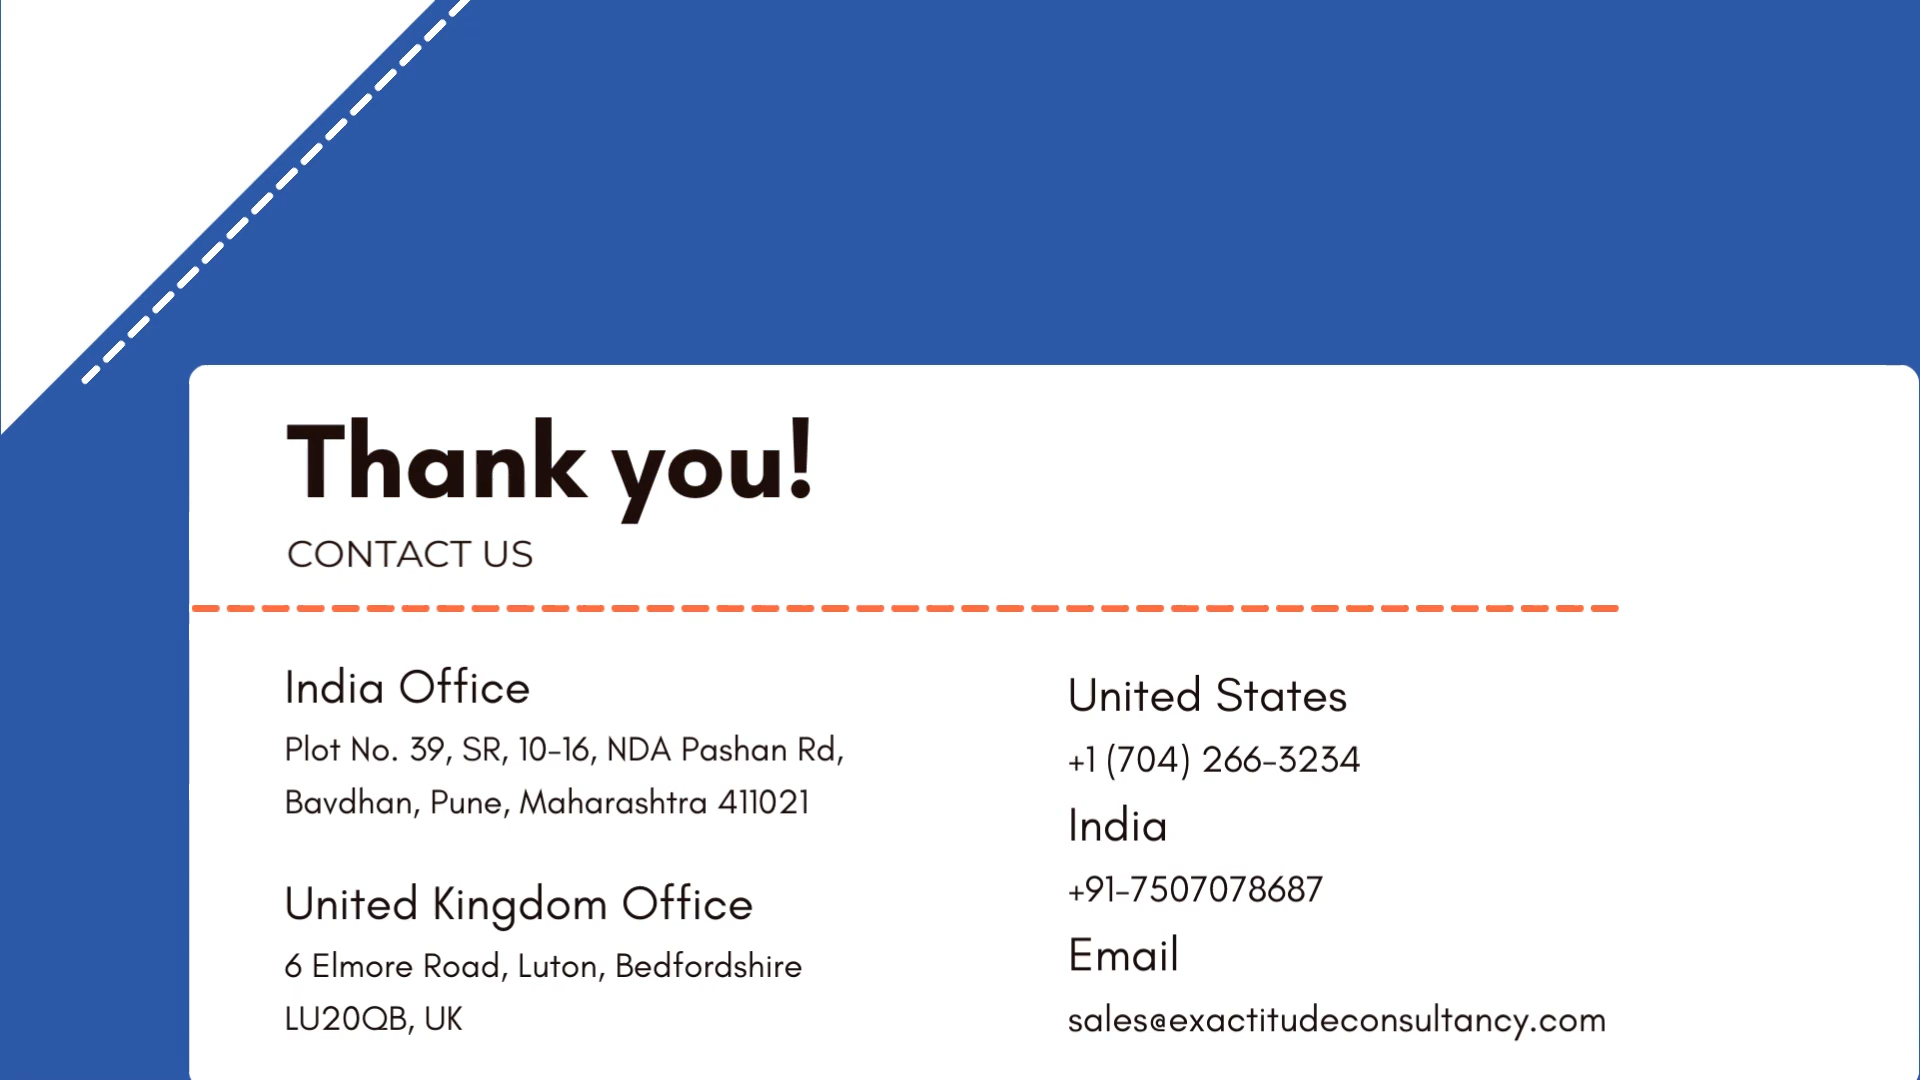 Thank you!
CONTACT US
India Office
Plot No. 39, SR, 10-16, NDA Pashan Rd,
Bavdhan, Pune, Maharashtra 411021
United Kingdom Office
6 Elmore Road, Luton, Bedfordshire
LU20QB, UK
United States
+1 (704) 266-3234
India
+91-7507078687
Email
sales@exactitudeconsultancy.com